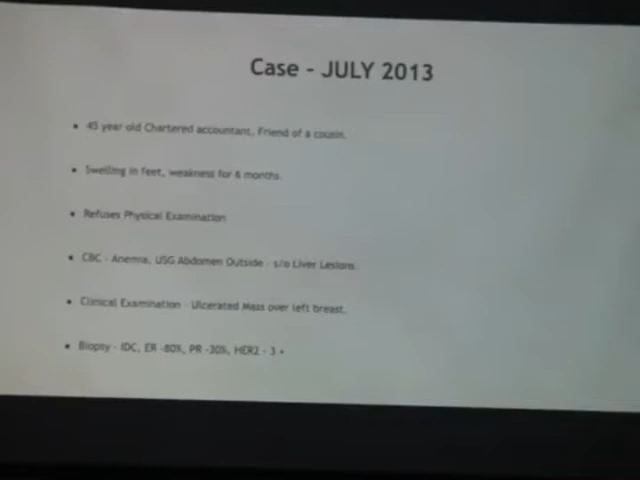 Case - JULY 2013
• 45 year old Chartered accountant, Friend of a cousin.
• Swelling in feet, weakness for 6 months.
• Refuses Physical Examination
• CBC - Anemia, USG Abdomen Outside - s/o Liver Lesions.
• Clinical Examination - Ulcerated Mass over left breast.
• Biopsy - IDC, ER -80%, PR -30%, HER2 - 3 +